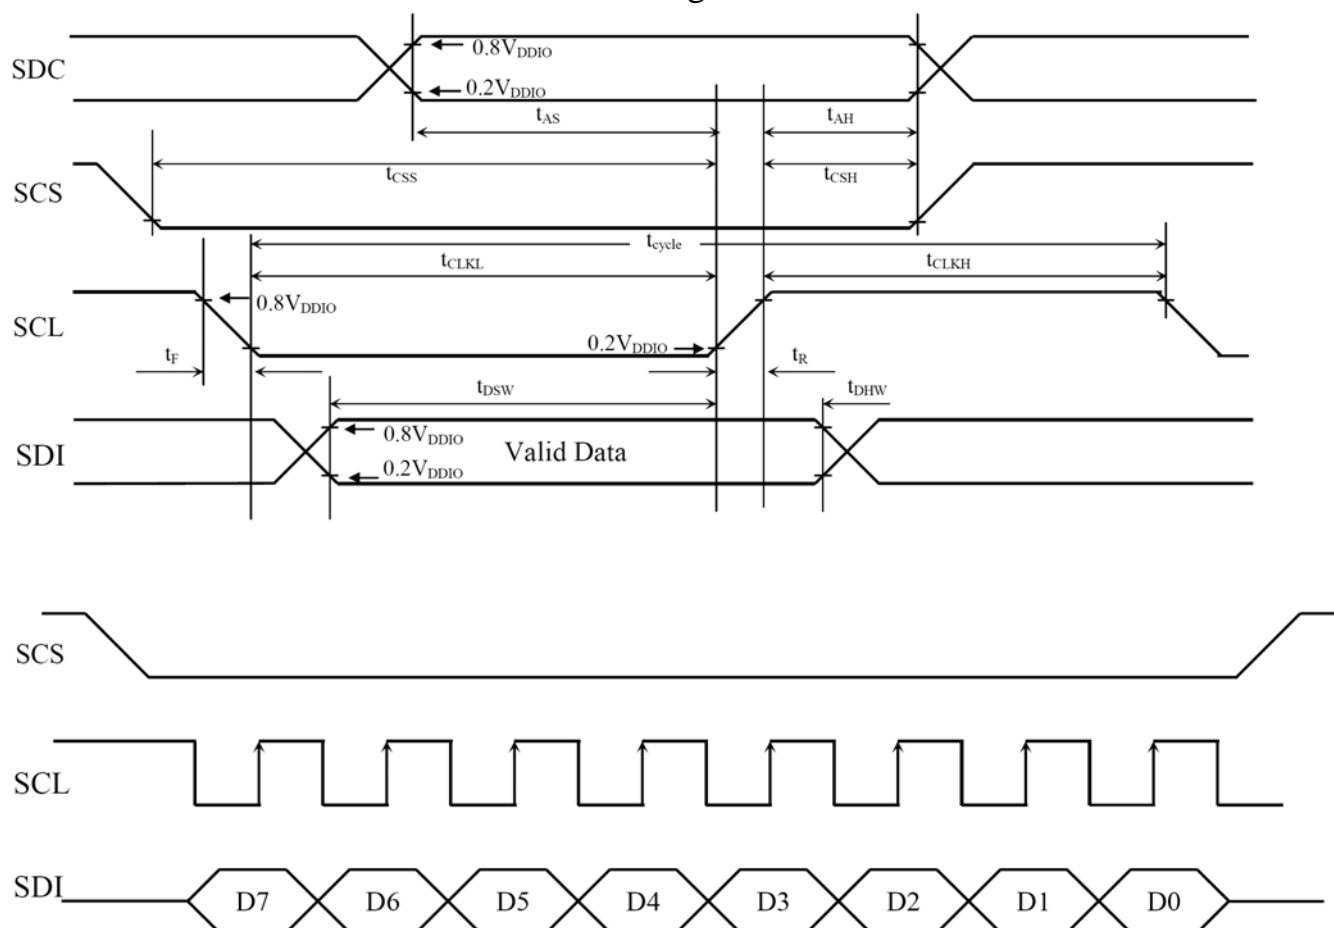 SDC
0.8VDDIO
0.2VDDIO
tAS
tAH
SCS
tCSS
tCSH
tcycle
tCLKL
tCLKH
SCL
0.8VDDIO
0.2VDDIO
tF
tR
tDSW
tDHW
SDI
0.8VDDIO
Valid Data
0.2VDDIO
SCS
SCL
SDI
D7 D6 D5 D4 D3 D2 D1 D0